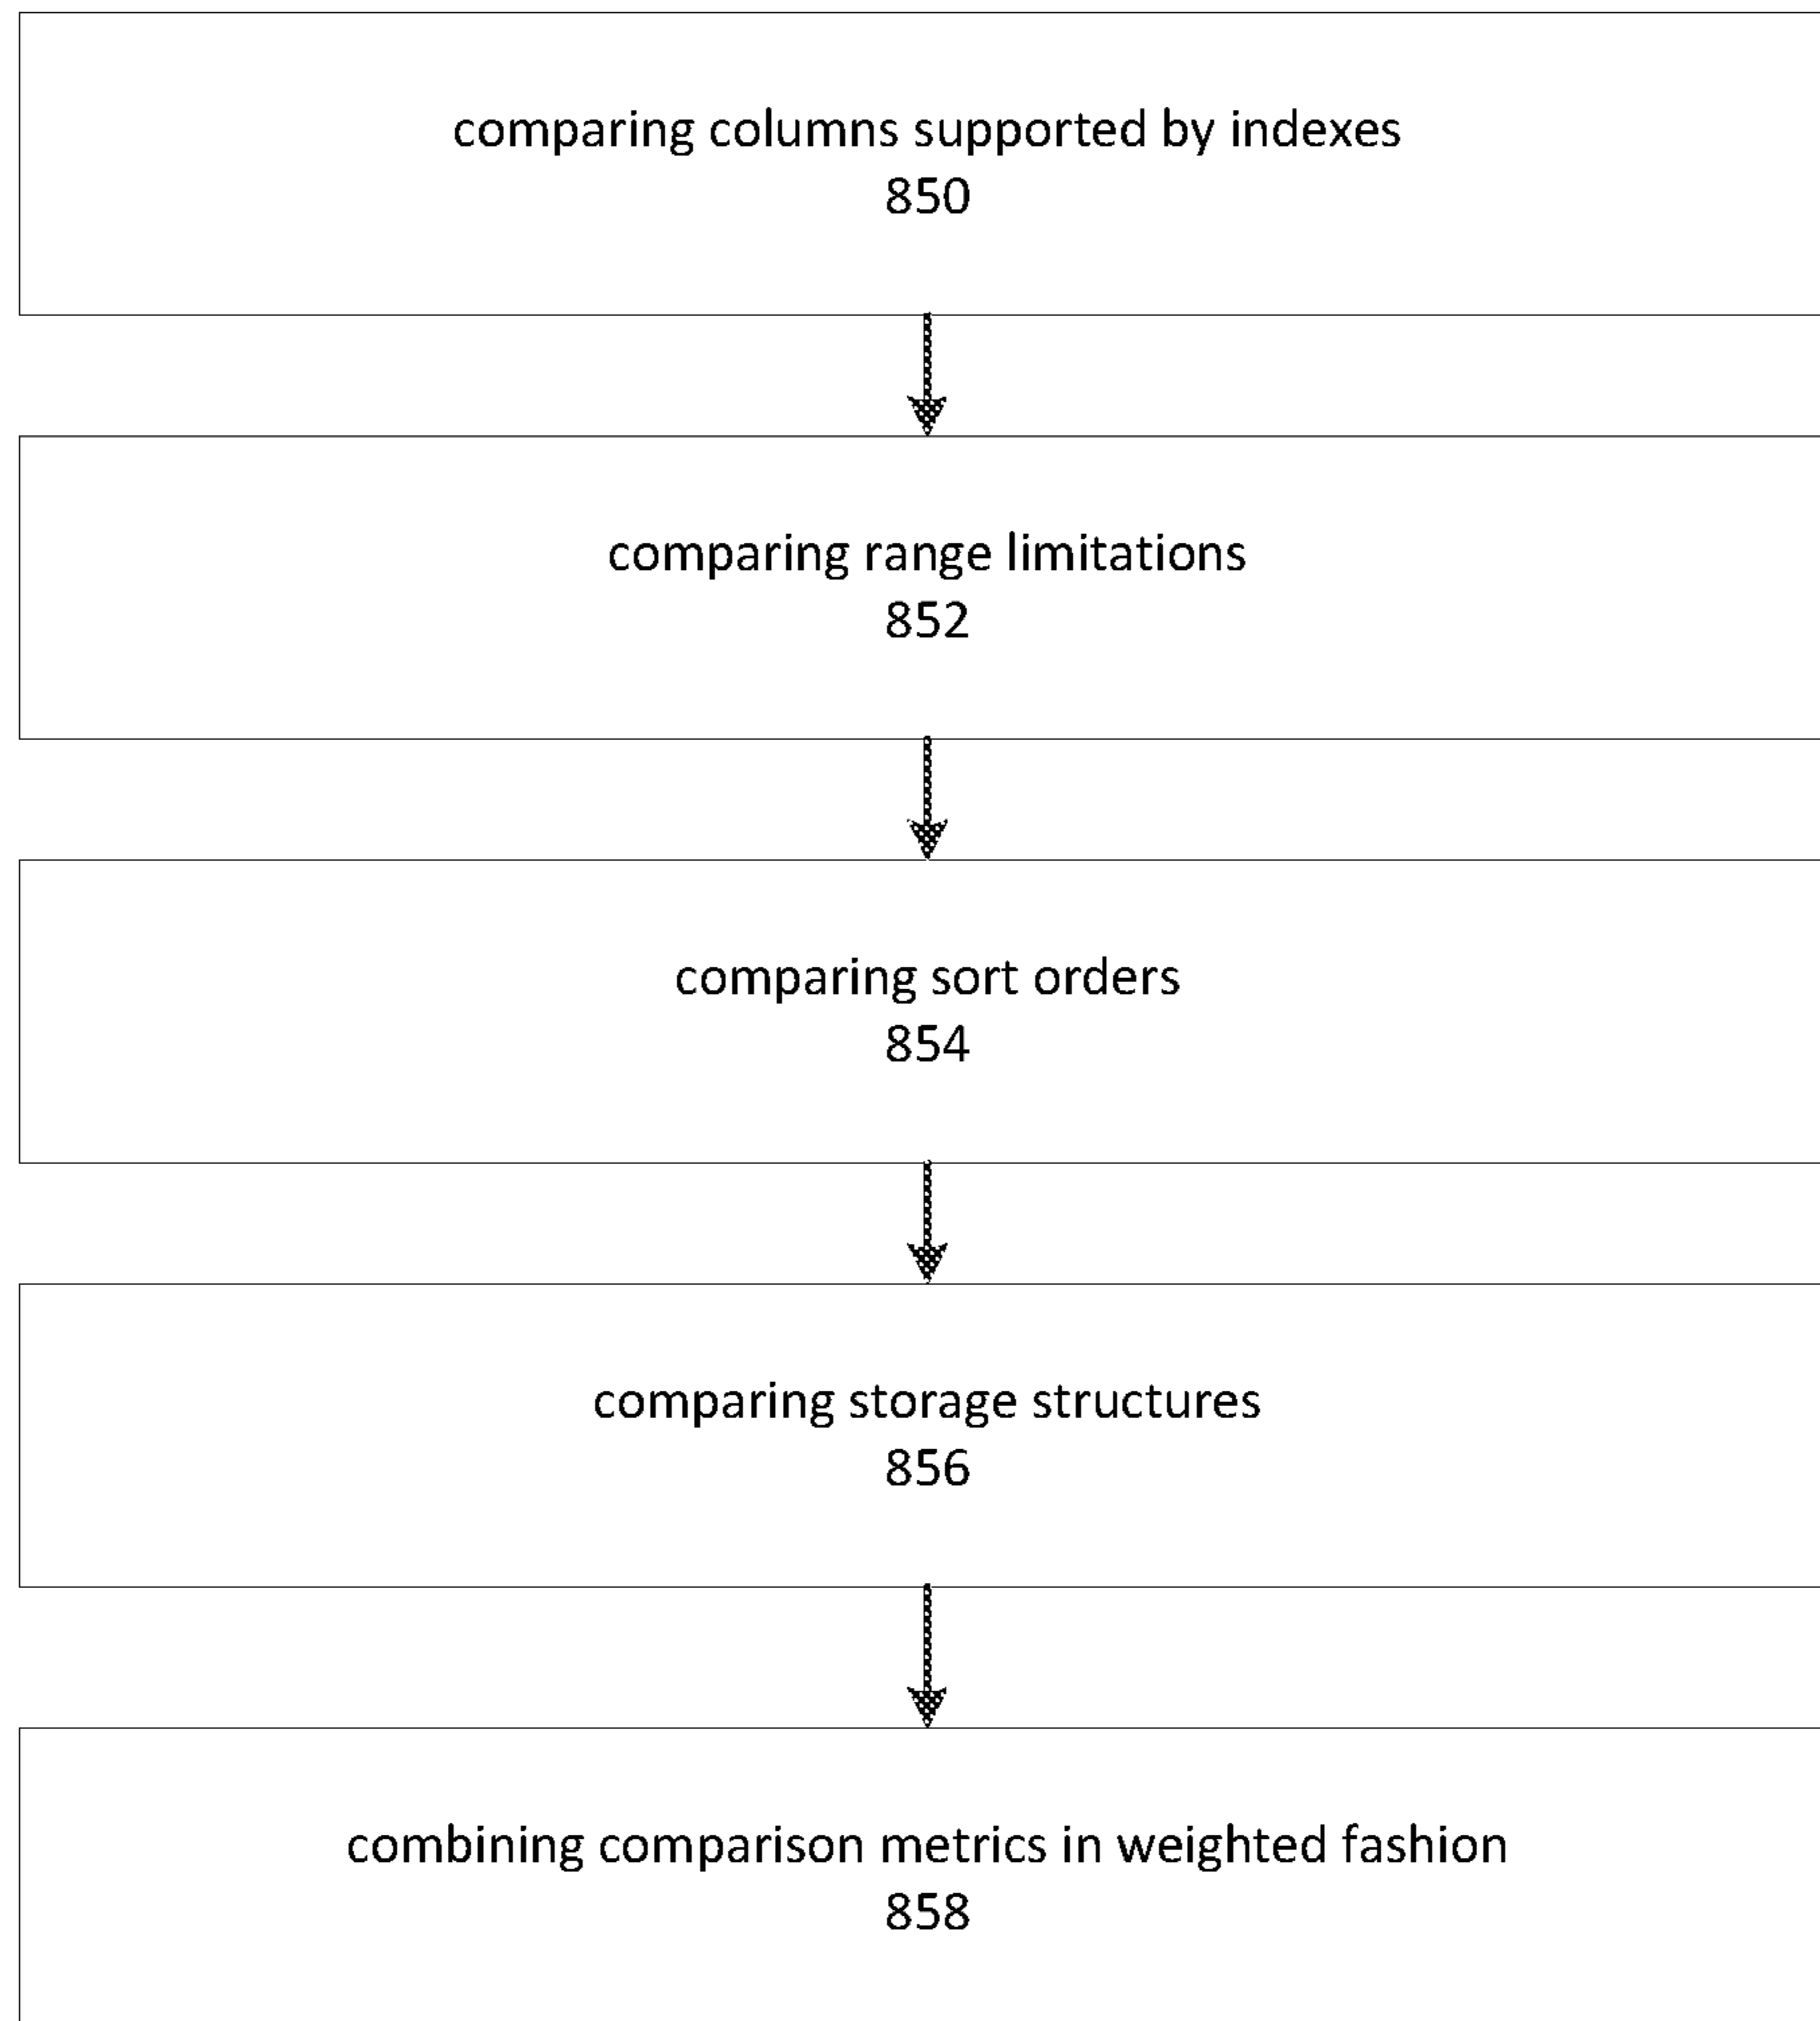 comparing columns supported by indexes
850
comparing range limitations
852
comparing sort orders
854
comparing storage structures
856
combining comparison metrics in weighted fashion
858